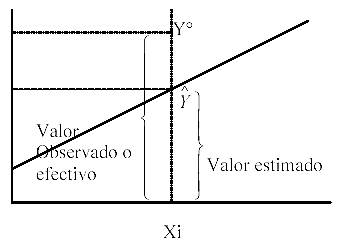 Y°
Ŷ
Valor
Observado o
efectivo
Valor estimado
Xi